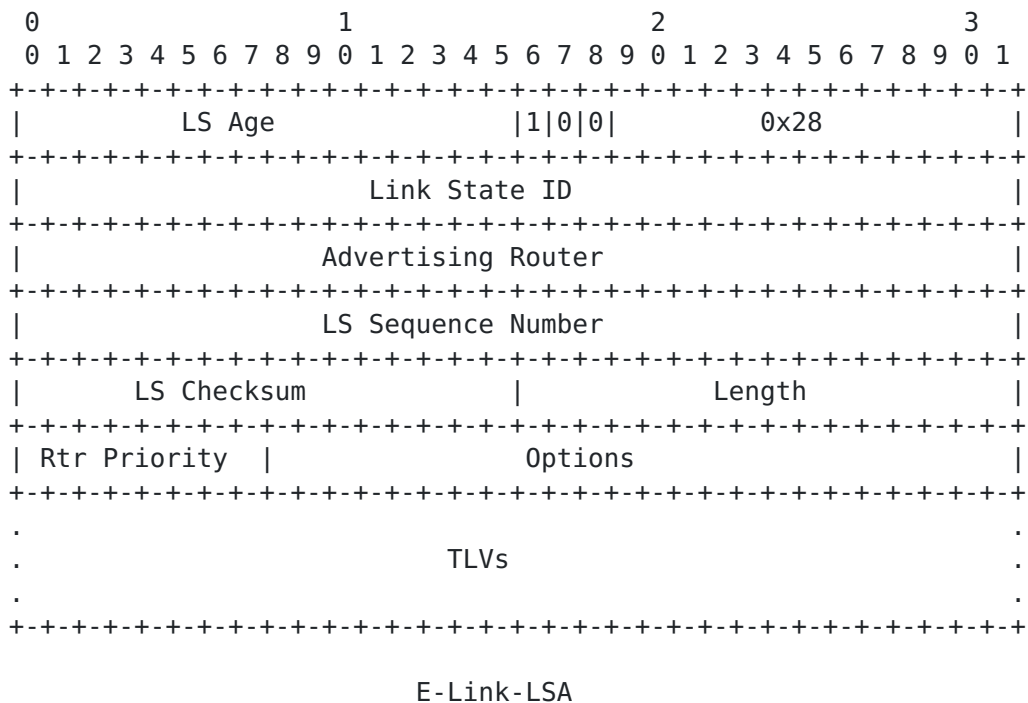 0                   1                   2                   3
 0 1 2 3 4 5 6 7 8 9 0 1 2 3 4 5 6 7 8 9 0 1 2 3 4 5 6 7 8 9 0 1
+-+-+-+-+-+-+-+-+-+-+-+-+-+-+-+-+-+-+-+-+-+-+-+-+-+-+-+-+-+-+-+-+
|          LS Age               |1|0|0|         0x28            |
+-+-+-+-+-+-+-+-+-+-+-+-+-+-+-+-+-+-+-+-+-+-+-+-+-+-+-+-+-+-+-+-+
|                      Link State ID                            |
+-+-+-+-+-+-+-+-+-+-+-+-+-+-+-+-+-+-+-+-+-+-+-+-+-+-+-+-+-+-+-+-+
|                   Advertising Router                          |
+-+-+-+-+-+-+-+-+-+-+-+-+-+-+-+-+-+-+-+-+-+-+-+-+-+-+-+-+-+-+-+-+
|                   LS Sequence Number                          |
+-+-+-+-+-+-+-+-+-+-+-+-+-+-+-+-+-+-+-+-+-+-+-+-+-+-+-+-+-+-+-+-+
|       LS Checksum             |            Length             |
+-+-+-+-+-+-+-+-+-+-+-+-+-+-+-+-+-+-+-+-+-+-+-+-+-+-+-+-+-+-+-+-+
| Rtr Priority  |                Options                        |
+-+-+-+-+-+-+-+-+-+-+-+-+-+-+-+-+-+-+-+-+-+-+-+-+-+-+-+-+-+-+-+-+
.                                                               .
.                           TLVs                                .
.                                                               .
+-+-+-+-+-+-+-+-+-+-+-+-+-+-+-+-+-+-+-+-+-+-+-+-+-+-+-+-+-+-+-+-+
                          E-Link-LSA